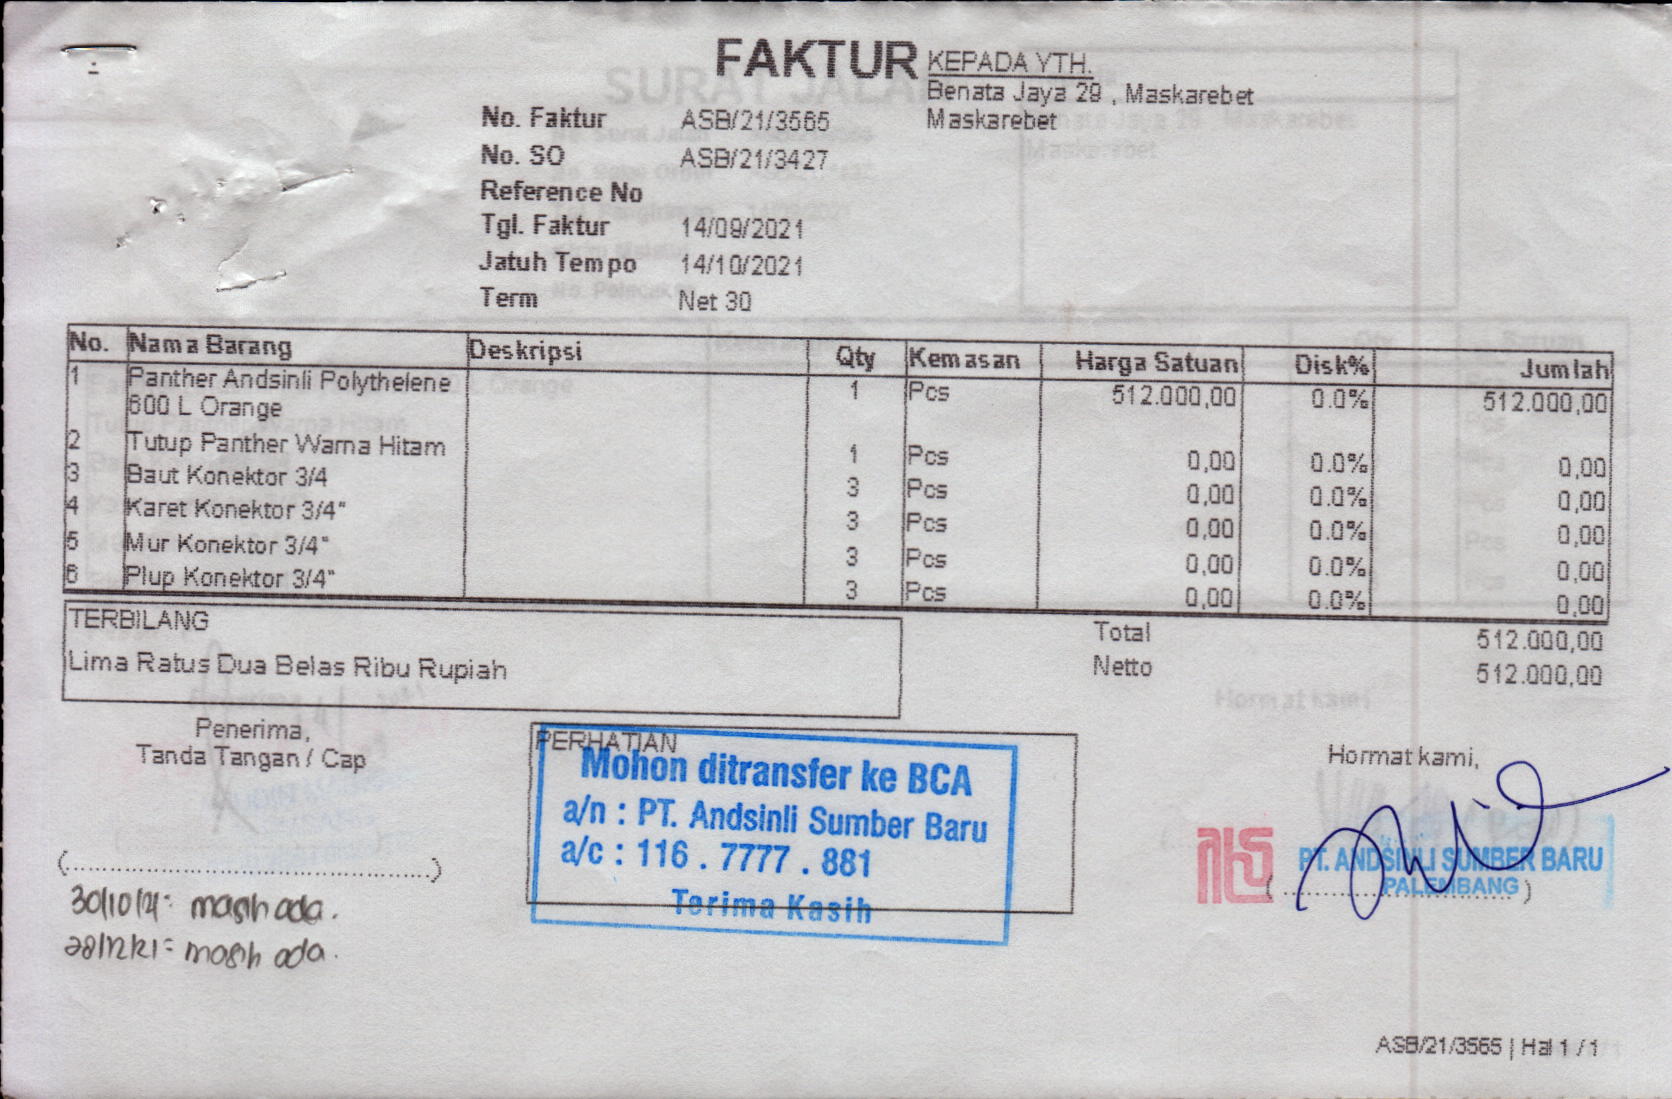 FAKTUR
KEPADA YTH.
Benata Jaya 29 , Maskarebet
Maskarebet
No. Faktur ASB/21/3565
No. SO ASB/21/3427
Reference No
Tgl. Faktur 14/09/2021
Jatuh Tempo 14/10/2021
Term Net 30
No. Nama Barang Deskripsi Qty Kemasan Harga Satuan Disk% Jumlah
1 Panther Andsinli Polythelene 1 Pcs 512.000,00 0.0% 512.000,00
600 L Orange
2 Tutup Panther Warna Hitam 1 Pcs 0,00 0.0% 0,00
3 Baut Konektor 3/4 3 Pcs 0,00 0.0% 0,00
4 Karet Konektor 3/4" 3 Pcs 0,00 0.0% 0,00
5 Mur Konektor 3/4" 3 Pcs 0,00 0.0% 0,00
6 Plup Konektor 3/4" 3 Pcs 0,00 0.0% 0,00
TERBILANG
Lima Ratus Dua Belas Ribu Rupiah
Total 512.000,00
Netto 512.000,00
Penerima,
Tanda Tangan / Cap
(..........)
30/10/21: masih ada.
28/12/21= masih ada.
PERHATIAN
Mohon ditransfer ke BCA
a/n : PT. Andsinli Sumber Baru
a/c : 116 . 7777 . 881
Terima Kasih
Hormat kami,
PT. ANDSINLI SUMBER BARU
PALEMBANG
ASB/21/3565 | Hal 1 / 1